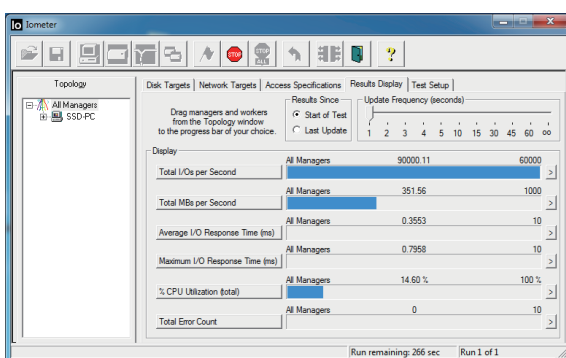 Io Iometer
STOP
STOP
ALL
?
Topology
All Managers
SSD-PC
Disk Targets
Network Targets
Access Specifications
Results Display
Test Setup
Drag managers and workers
from the Topology window
to the progress bar of your choice.
Results Since
Start of Test
Last Update
Update Frequency (seconds)
1 2 3 4 5 10 15 30 45 60 oo
Display
All Managers 90000.11 60000
Total I/Os per Second >
All Managers 351.56 1000
Total MBs per Second >
All Managers 0.3553 10
Average I/O Response Time (ms) >
All Managers 0.7958 10
Maximum I/O Response Time (ms) >
All Managers 14.60 % 100 %
% CPU Utilization (total) >
All Managers 0 10
Total Error Count >
Run remaining: 266 sec
Run 1 of 1